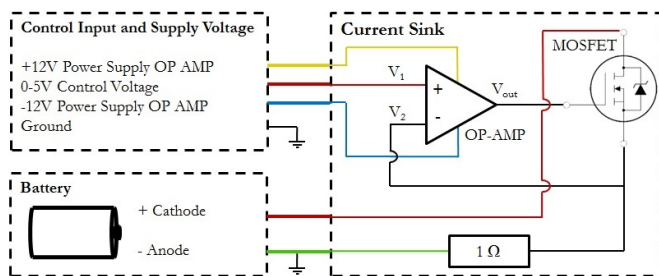 Control Input and Supply Voltage
+12V Power Supply OP AMP
0-5V Control Voltage
-12V Power Supply OP AMP
Ground
Battery
+ Cathode
- Anode
Current Sink
MOSFET
V1
V2
+
-
Vout
OP-AMP
1 Ω